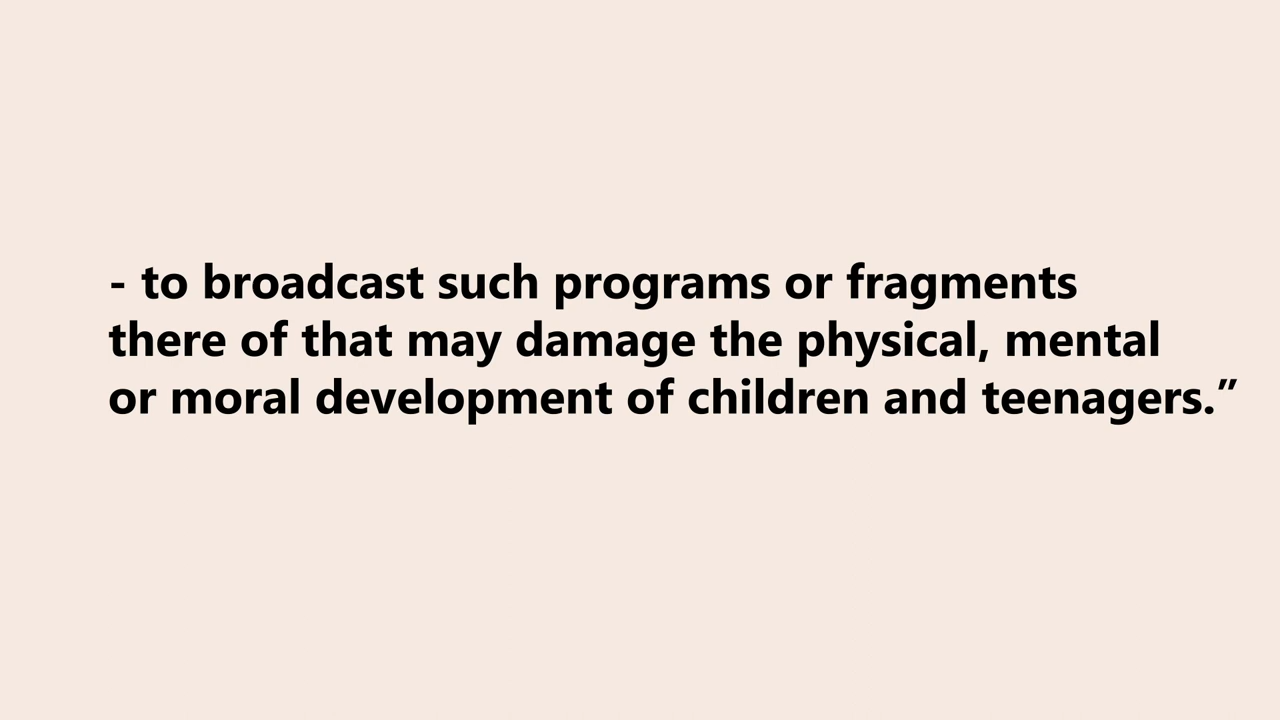 - to broadcast such programs or fragments
there of that may damage the physical, mental
or moral development of children and teenagers.”